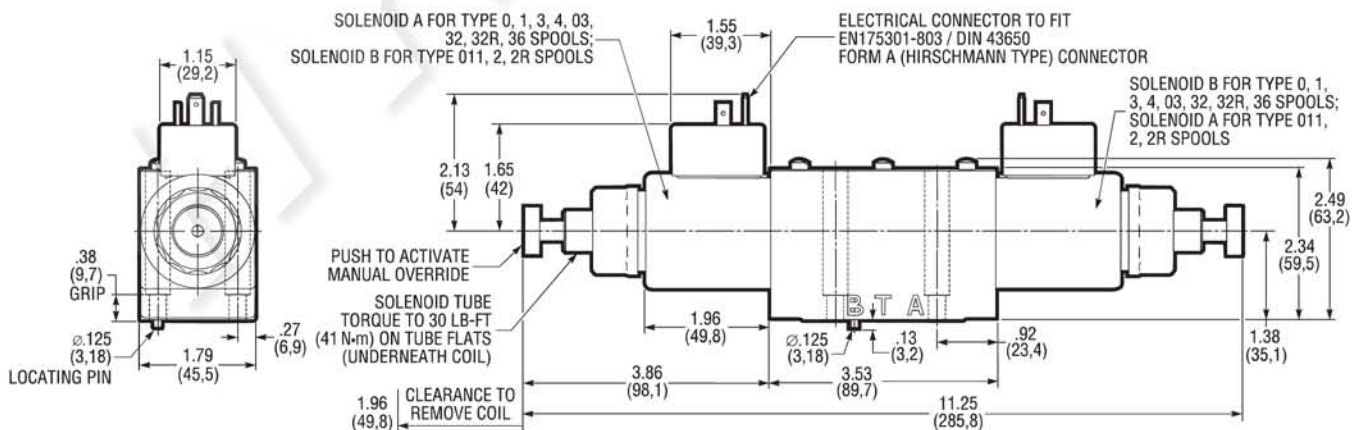 SOLENOID A FOR TYPE 0, 1, 3, 4, 03,
32, 32R, 36 SPOOLS;
SOLENOID B FOR TYPE 011, 2, 2R SPOOLS
1.55
(39,3)
ELECTRICAL CONNECTOR TO FIT
EN175301-803 / DIN 43650
FORM A (HIRSCHMANN TYPE) CONNECTOR
SOLENOID B FOR TYPE 0, 1,
3, 4, 03, 32, 32R, 36 SPOOLS;
SOLENOID A FOR TYPE 011,
2, 2R SPOOLS
1.15
(29,2)
2.13
(54)
1.65
(42)
2.49
(63,2)
2.34
(59,5)
PUSH TO ACTIVATE
MANUAL OVERRIDE
.38
(9,7)
GRIP
SOLENOID TUBE
TORQUE TO 30 LB-FT
(41 N•m) ON TUBE FLATS
(UNDERNEATH COIL)
B T A
Ø.125
(3,18)
LOCATING PIN
1.79
(45,5)
.27
(6,9)
1.96
(49,8)
Ø.125
(3,18)
.13
(3,2)
.92
(23,4)
1.38
(35,1)
3.86
(98,1)
3.53
(89,7)
1.96
(49,8)
CLEARANCE TO
REMOVE COIL
11.25
(285,8)